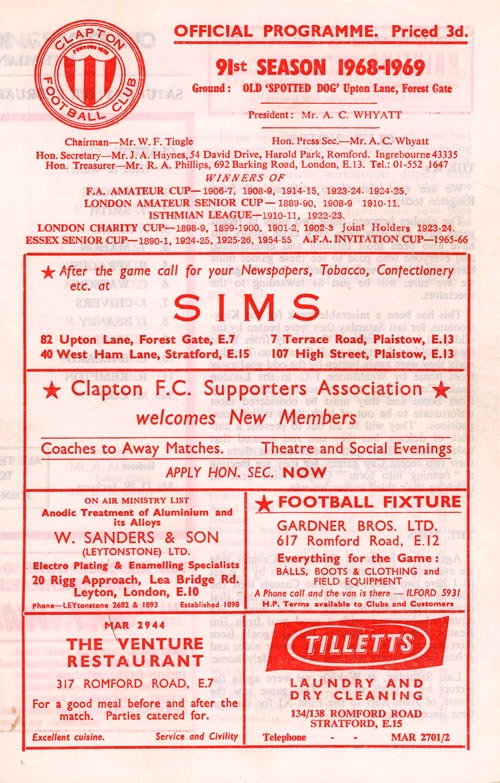 CLAPTON
FOUNDED 1878
FOOTBALL CLUB
OFFICIAL PROGRAMME. Priced 3d.
91st SEASON 1968-1969
Ground: OLD 'SPOTTED DOG' Upton Lane, Forest Gate
President: Mr. A. C. WHYATT
Chairman—Mr. W. F. Tingle Hon. Press Sec.—Mr. A. C. Whyatt
Hon. Secretary—Mr. J. A. Haynes, 54 David Drive, Harold Park, Romford. Ingrebourne 43335
Hon. Treasurer—Mr. R. A. Phillips, 692 Barking Road, London, E.13. Tel.: 01-552 1647
WINNERS OF
F.A. AMATEUR CUP—1906-7, 1908-9, 1914-15, 1923-24, 1924-25.
LONDON AMATEUR SENIOR CUP—1889-90, 1908-9 1910-11.
ISTHMIAN LEAGUE—1910-11, 1922-23.
LONDON CHARITY CUP—1898-9, 1899-1900, 1901-2, 1902-3 Joint Holders 1923-24.
ESSEX SENIOR CUP—1890-1, 1924-25, 1925-26, 1954-55 A.F.A. INVITATION CUP—1965-66
★ After the game call for your Newspapers, Tobacco, Confectionery
etc. at
SIMS
82 Upton Lane, Forest Gate, E.7 7 Terrace Road, Plaistow, E.13
40 West Ham Lane, Stratford, E.15 107 High Street, Plaistow, E.13
★ Clapton F.C. Supporters Association ★
welcomes New Members
Coaches to Away Matches. Theatre and Social Evenings
APPLY HON. SEC. NOW
ON AIR MINISTRY LIST
Anodic Treatment of Aluminium and
its Alloys
W. SANDERS & SON
(LEYTONSTONE) LTD.
Electro Plating & Enamelling Specialists
20 Rigg Approach, Lea Bridge Rd.
Leyton, London, E.10
Phone—LEYtonstone 2682 & 1893 Established 1898
★ FOOTBALL FIXTURE
GARDNER BROS. LTD.
617 Romford Road, E.12
Everything for the Game:
BALLS, BOOTS & CLOTHING and
FIELD EQUIPMENT
A Phone call and the van is there — ILFORD 5931
H.P. Terms available to Clubs and Customers
MAR 2944
THE VENTURE
RESTAURANT
317 ROMFORD ROAD, E.7
For a good meal before and after the
match. Parties catered for.
Excellent cuisine. Service and Civility
TILLETTS
LAUNDRY AND
DRY CLEANING
134/138 ROMFORD ROAD
STRATFORD, E.15
Telephone - - MAR 2701/2